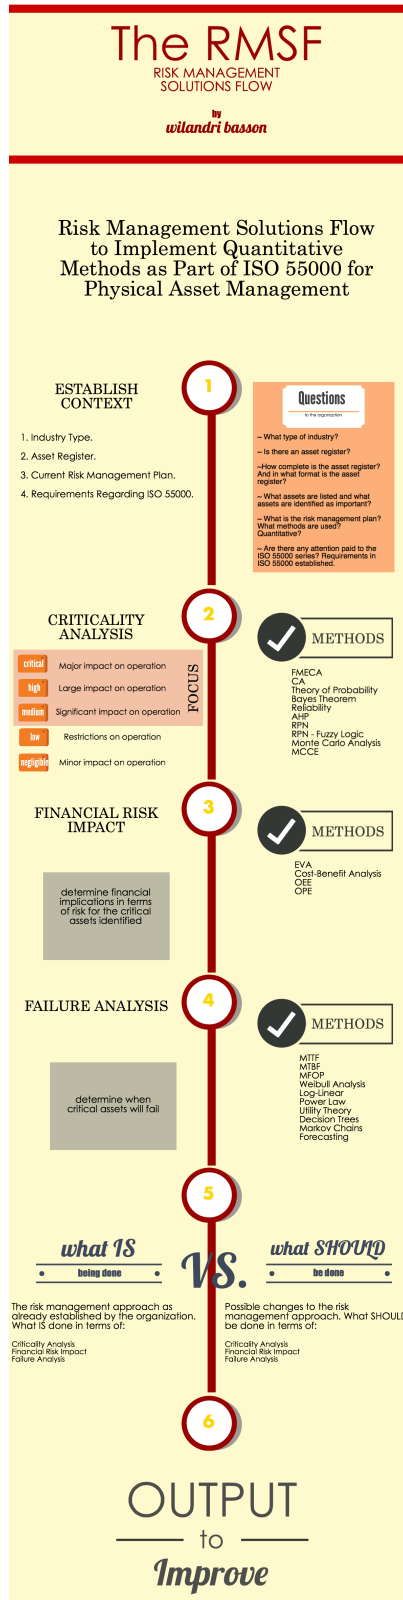 The RMSF
RISK MANAGEMENT
SOLUTIONS FLOW
by
wilandri basson
Risk Management Solutions Flow
to Implement Quantitative
Methods as Part of ISO 55000 for
Physical Asset Management
1
ESTABLISH
CONTEXT
1. Industry Type.
2. Asset Register.
3. Current Risk Management Plan.
4. Requirements Regarding ISO 55000.
Questions
to the organization
~ What type of industry?
~ Is there an asset register?
~How complete is the asset register?
And in what format is the asset
register?
~ What assets are listed and what
assets are identified as important?
~ What is the risk management plan?
What methods are used?
Quantitative?
~ Are there any attention paid to the
ISO 55000 series? Requirements in
ISO 55000 established.
2
CRITICALITY
ANALYSIS
critical Major impact on operation
high Large impact on operation
medium Significant impact on operation
low Restrictions on operation
negligible Minor impact on operation
FOCUS
METHODS
FMECA
CA
Theory of Probability
Bayes Theorem
Reliability
AHP
RPN
RPN - Fuzzy Logic
Monte Carlo Analysis
MCCE
3
FINANCIAL RISK
IMPACT
determine financial
implications in terms
of risk for the critical
assets identified
METHODS
EVA
Cost-Benefit Analysis
OEE
OPE
4
FAILURE ANALYSIS
determine when
critical assets will fail
METHODS
MTTF
MTBF
MFOP
Weibull Analysis
Log-Linear
Power Law
Utility Theory
Decision Trees
Markov Chains
Forecasting
5
what IS
being done
VS.
what SHOULD
be done
The risk management approach as
already established by the organization.
What IS done in terms of:
Criticality Analysis
Financial Risk Impact
Failure Analysis
Possible changes to the risk
management approach. What SHOULD
be done in terms of:
Criticality Analysis
Financial Risk Impact
Failure Analysis
6
OUTPUT
to
Improve